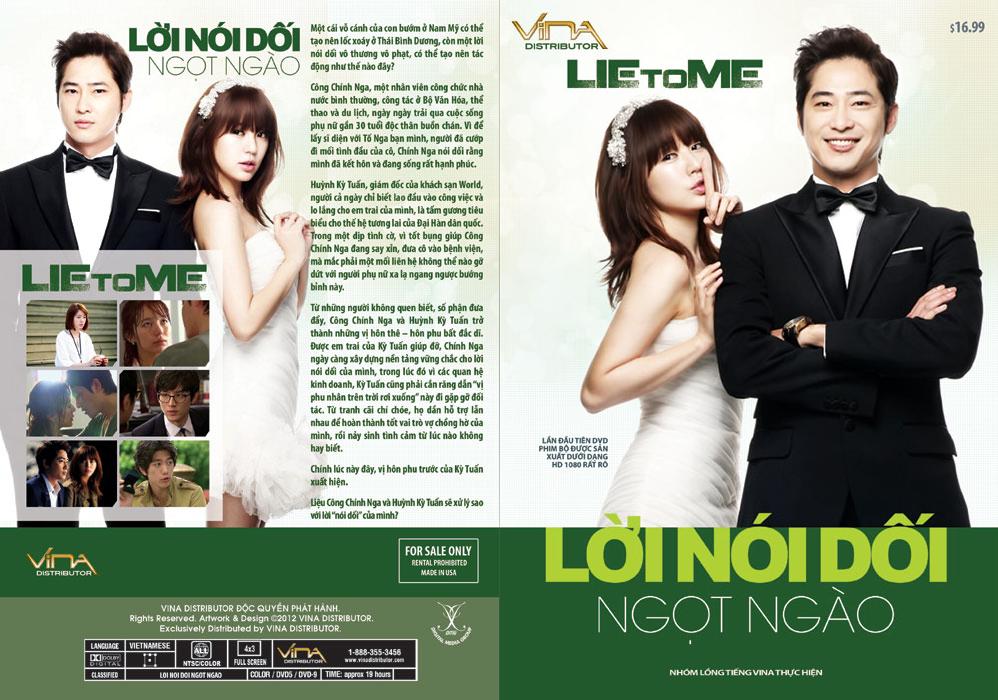 LỜI NÓI DỐI
NGỌT NGÀO
Một cái vỗ cánh của con bướm ở Nam Mỹ có thể
tạo nên lốc xoáy ở Thái Bình Dương, còn một lời
nói dối vô thương vô phạt, có thể tạo nên tác
động như thế nào đây?
Công Chính Nga, một nhân viên công chức nhà
nước bình thường, công tác ở Bộ Văn Hóa, thể
thao và du lịch, ngày ngày trải qua cuộc sống
phụ nữ gần 30 tuổi độc thân buồn chán. Vì để
lấy sĩ diện với Tố Nga bạn mình, người đã cướp
đi mối tình đầu của cô, Chính Nga nói dối rằng
mình đã kết hôn và đang sống rất hạnh phúc.
Huỳnh Kỳ Tuấn, giám đốc của khách sạn World,
người cả ngày chỉ biết lao đầu vào công việc và
lo lắng cho em trai của mình, là tấm gương tiêu
biểu cho thế hệ tương lai của Đại Hàn dân quốc.
Trong một dịp tình cờ, vì tốt bụng giúp Công
Chính Nga đang say xỉn, đưa cô vào bệnh viện,
mà mắc phải một mối liên hệ không thể nào gỡ
dứt với người phụ nữ xa lạ ngang ngược bướng
bỉnh này.
Từ những người không quen biết, số phận đưa
đẩy, Công Chính Nga và Huỳnh Kỳ Tuấn trở
thành những vị hôn thê – hôn phu bất đắc dĩ.
Được em trai của Kỳ Tuấn giúp đỡ, Chính Nga
ngày càng xây dựng nền tảng vững chắc cho lời
nói dối của mình, trong lúc đó vì các quan hệ
kinh doanh, Kỳ Tuấn cũng phải cắn răng dẫn “vị
phu nhân trên trời rơi xuống” này đi gặp gỡ đối
tác. Từ tranh cãi chí chóe, họ dần hỗ trợ lẫn
nhau để hoàn thành tốt vai trò vợ chồng hờ của
mình, rồi nảy sinh tình cảm từ lúc nào không
hay biết.
Chính lúc này đây, vị hôn phu trước của Kỳ Tuấn
xuất hiện.
Liệu Công Chính Nga và Huỳnh Kỳ Tuấn sẽ xử lý sao
với lời “nói dối” của mình?
LIE TO ME
VINA
DISTRIBUTOR
FOR SALE ONLY
RENTAL PROHIBITED
MADE IN USA
VINA DISTRIBUTOR ĐỘC QUYỀN PHÁT HÀNH.
Rights Reserved. Artwork & Design ©2012 VINA DISTRIBUTOR.
Exclusively Distributed by VINA DISTRIBUTOR.
DIGITAL MEDIA GROUP
LANGUAGE VIETNAMESE ALL NTSC/COLOR 4x3 FULL SCREEN VINA DISTRIBUTOR 1-888-355-3456
DOLBY DIGITAL www.vinadistributor.com
CLASSIFIED LOI NOI DOI NGOT NGAO COLOR / DVD5 / DVD-9 TIME: approx 19 hours
VINA
DISTRIBUTOR
$16.99
LIE TO ME
LẦN ĐẦU TIÊN DVD
PHIM BỘ ĐƯỢC SẢN
XUẤT DƯỚI DẠNG
HD 1080 RẤT RÕ
LỜI NÓI DỐI
NGỌT NGÀO
NHÓM LỒNG TIẾNG VINA THỰC HIỆN